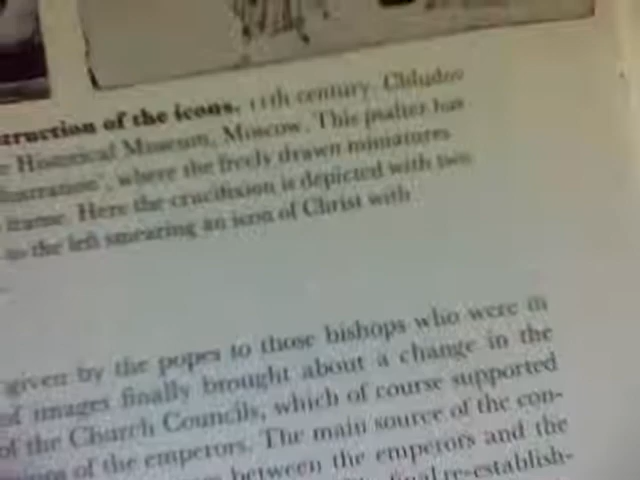 truction of the icons. 11th century. Chludov
Historical Museum, Moscow. This psalter has
where the freely drawn miniatures
frame. Here the crucifixion is depicted with two
to the left smearing an icon of Christ with
given by the popes to those bishops who were in
of images finally brought about a change in the
of the Church Councils, which of course supported
of the emperors. The main source of the con-
between the emperors and the
final re-establish-